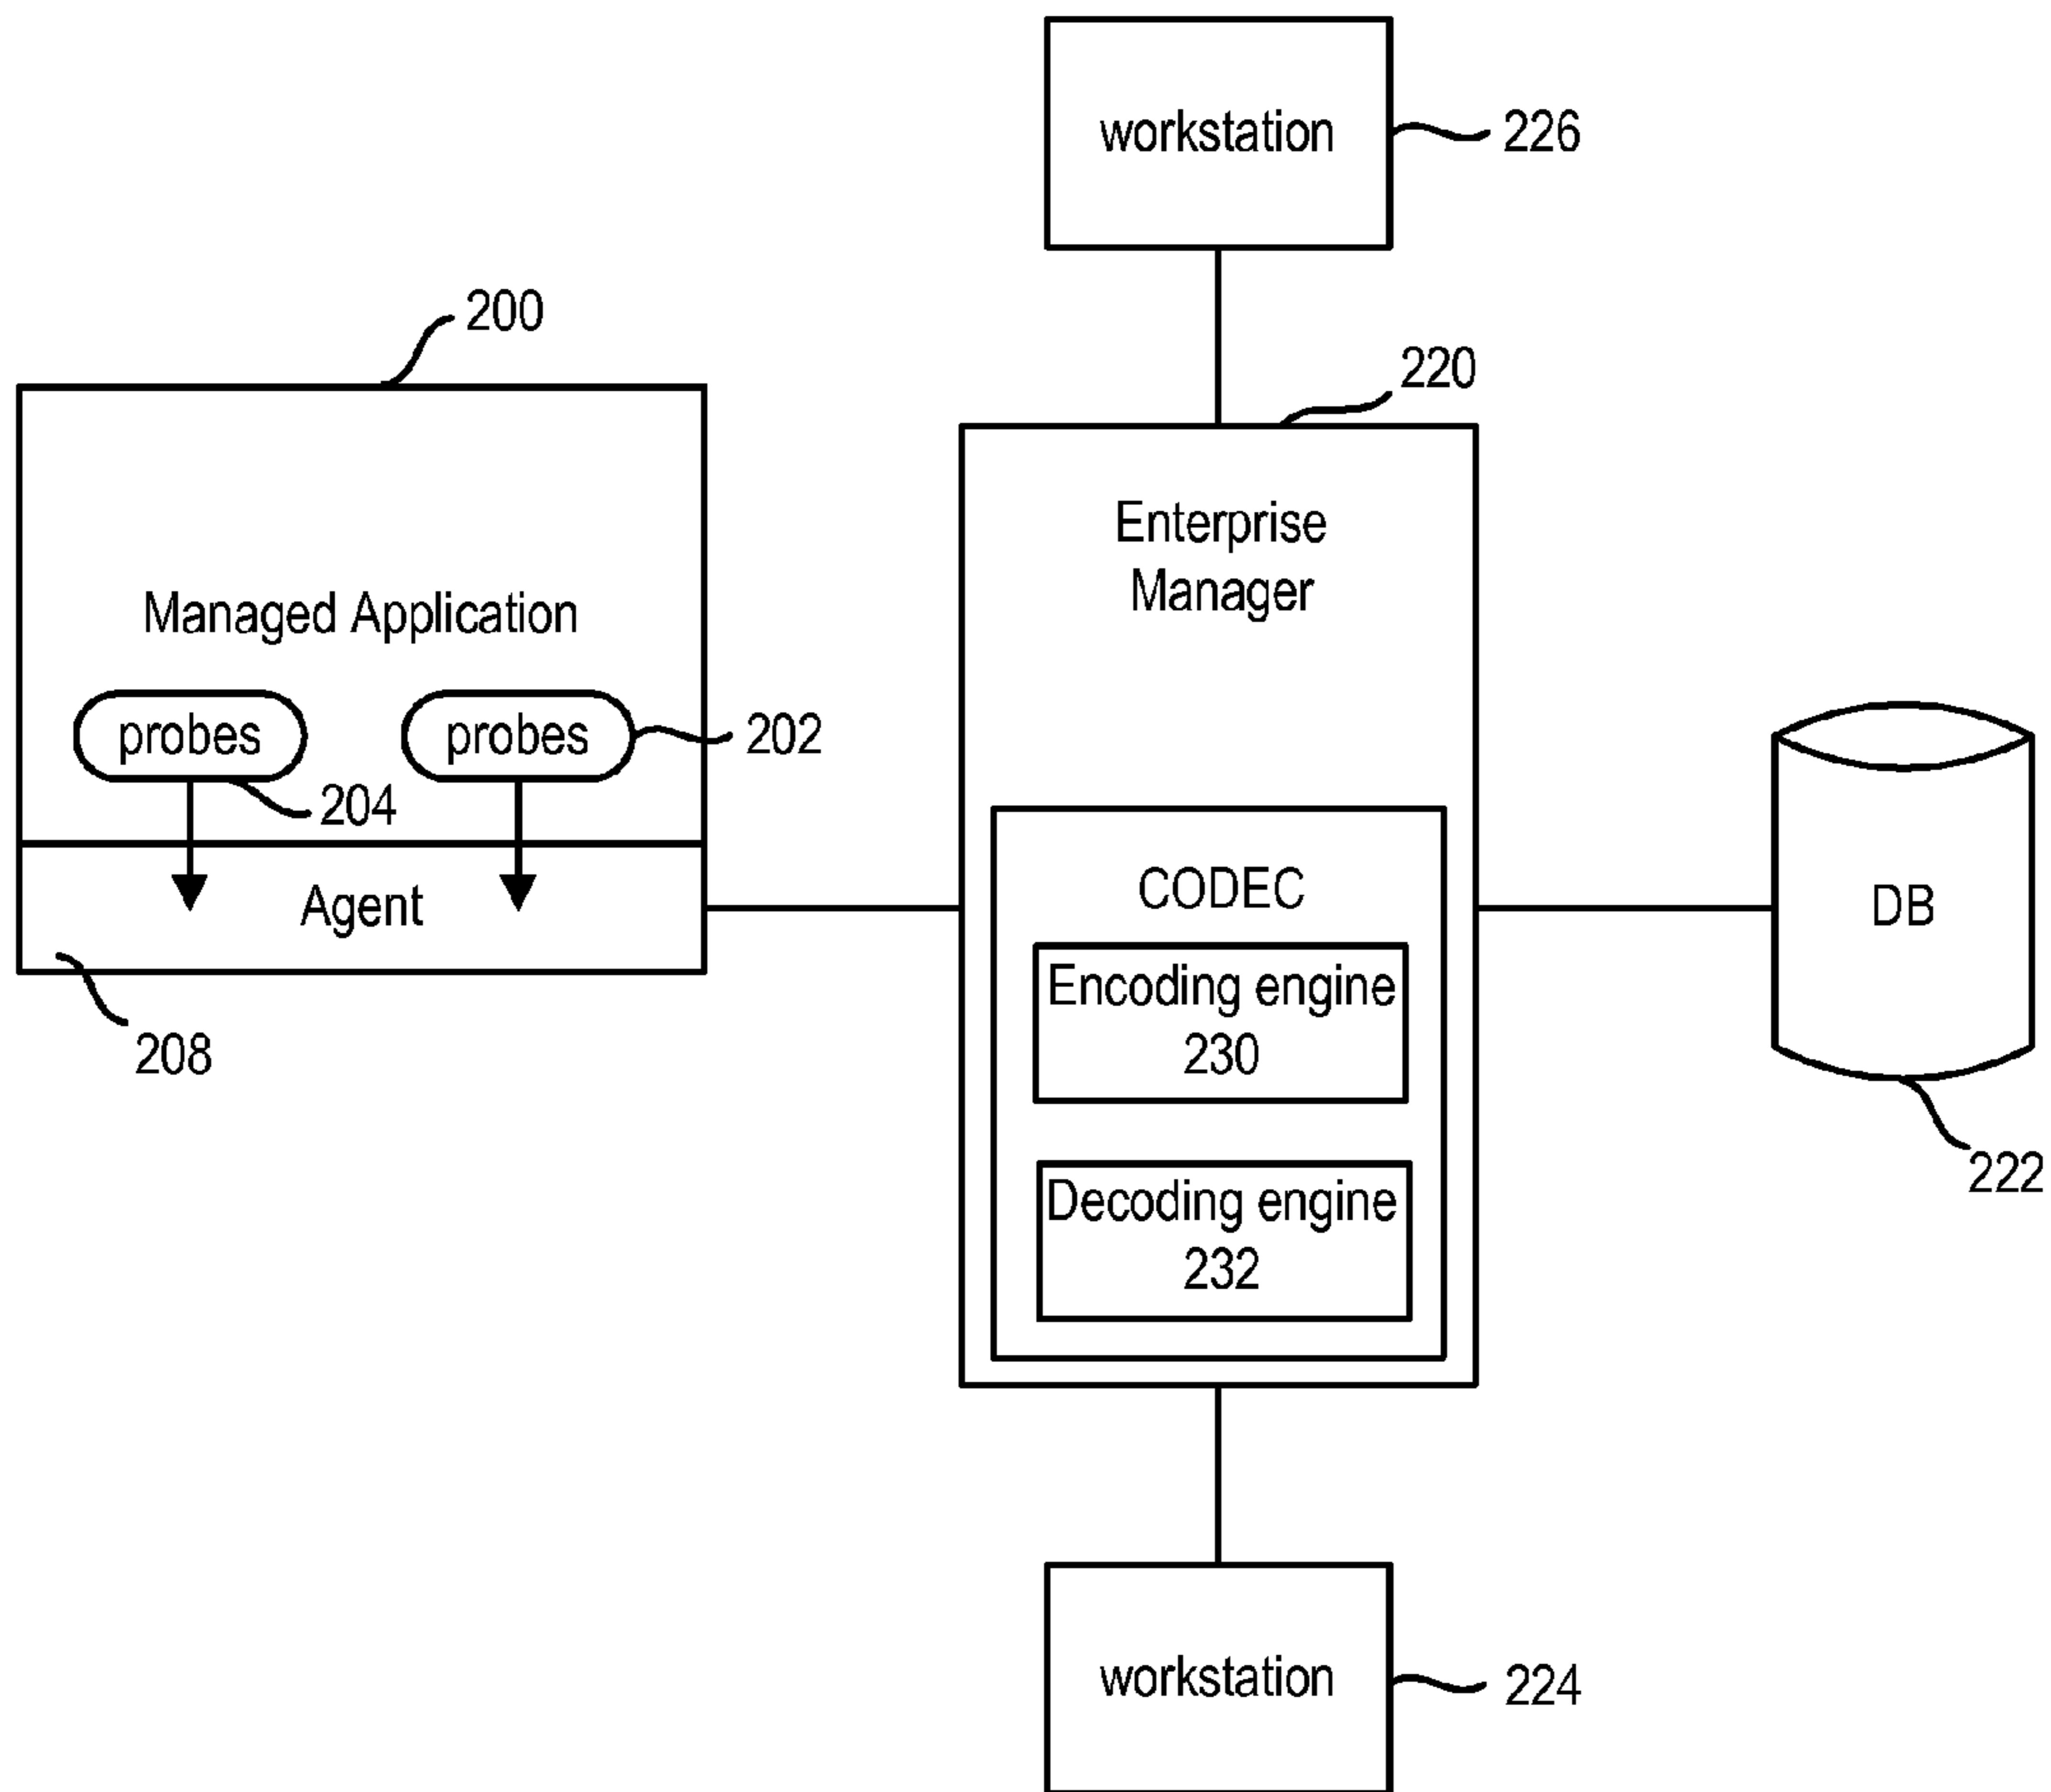 workstation
226
200
220
Enterprise
Manager
Managed Application
probes
probes
202
204
CODEC
Agent
DB
Encoding engine
230
208
222
Decoding engine
232
workstation
224